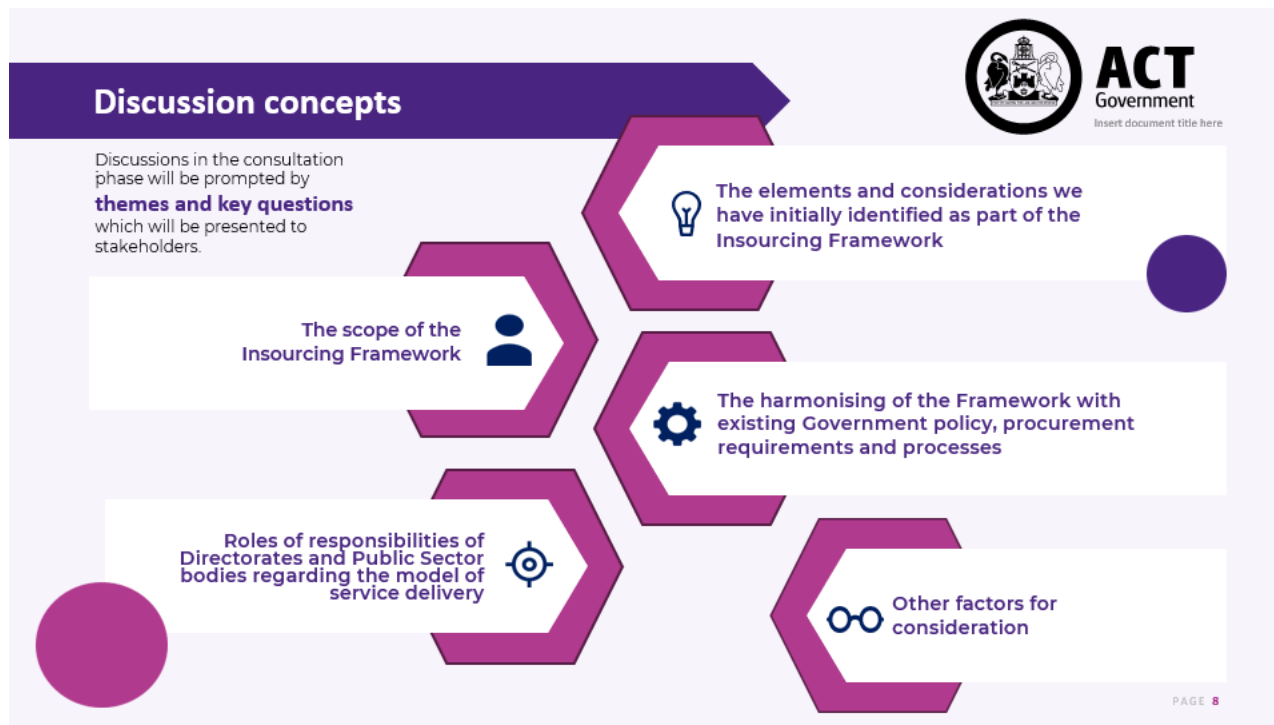 Discussion concepts
ACT
Government
Insert document title here
Discussions in the consultation
phase will be prompted by
themes and key questions
which will be presented to
stakeholders.
The elements and considerations we
have initially identified as part of the
Insourcing Framework
The scope of the
Insourcing Framework
The harmonising of the Framework with
existing Government policy, procurement
requirements and processes
Roles of responsibilities of
Directorates and Public Sector
bodies regarding the model of
service delivery
Other factors for
consideration
PAGE 8